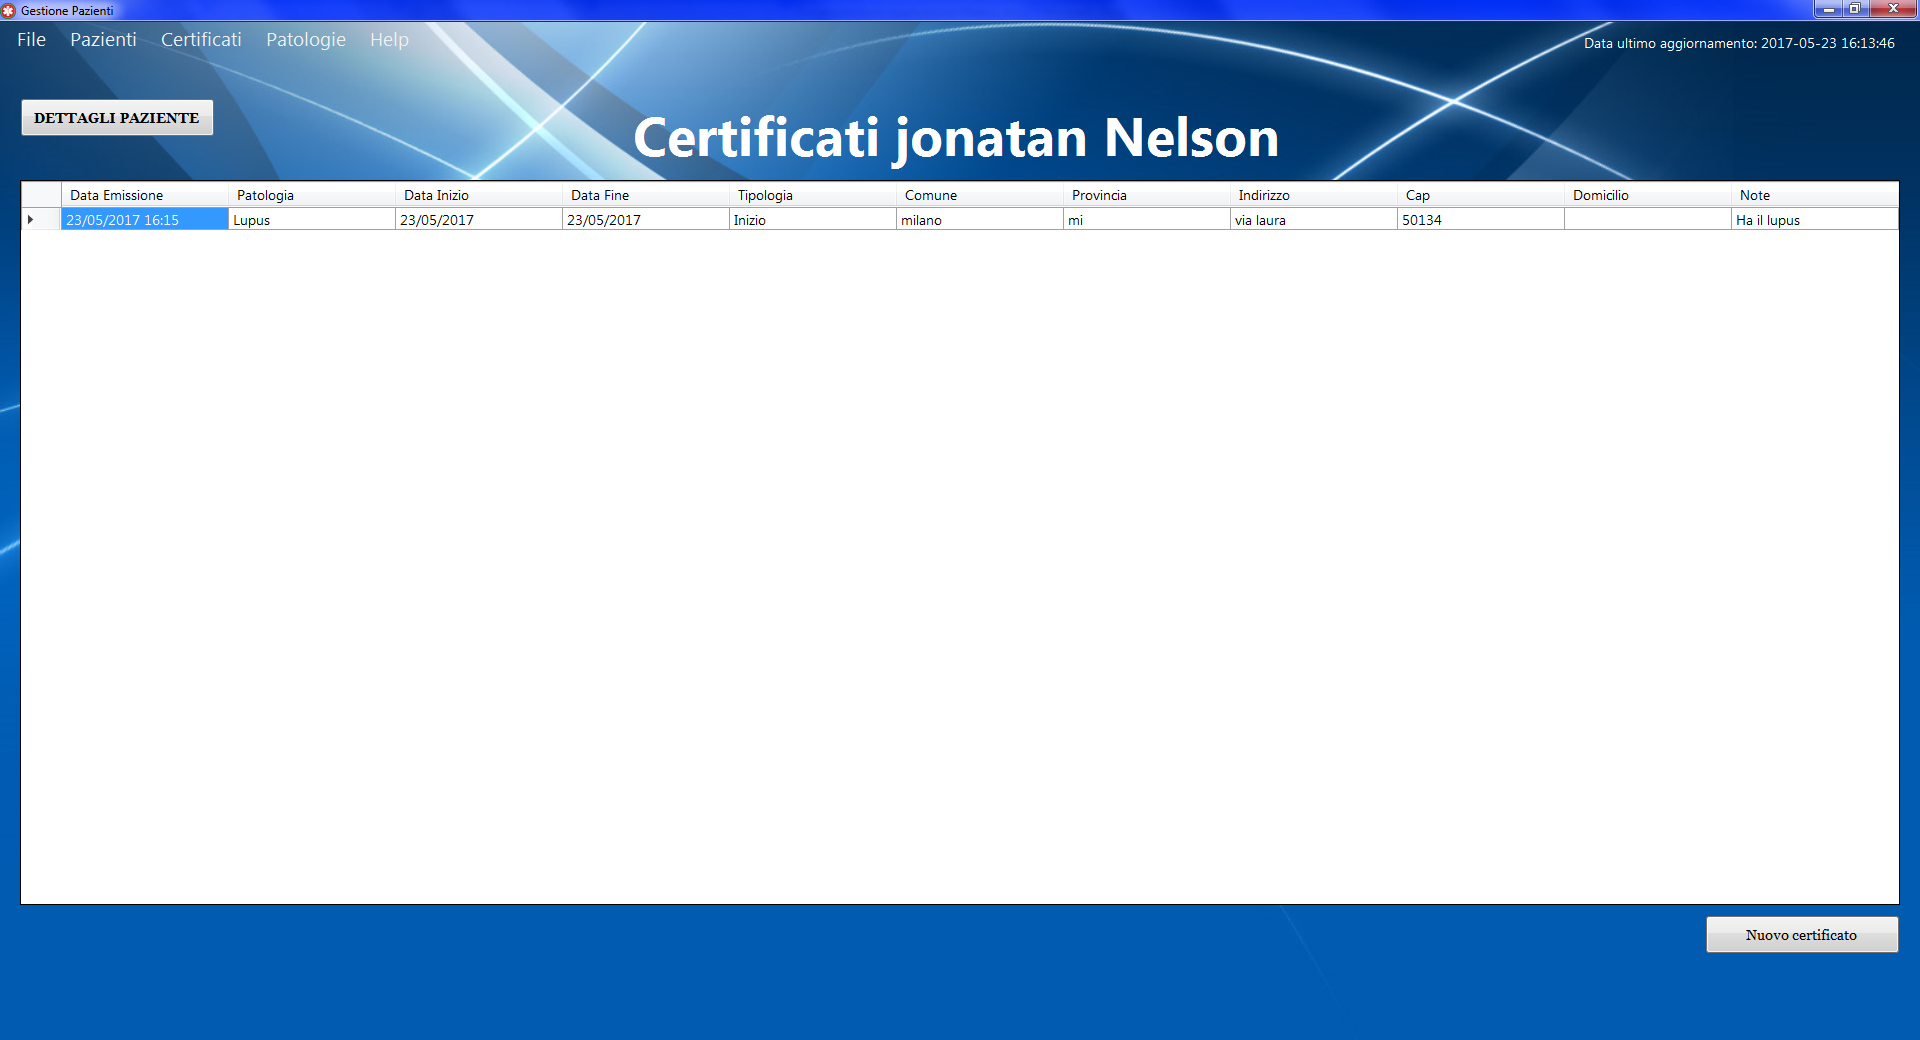 Gestione Pazienti
File Pazienti Certificati Patologie Help
Data ultimo aggiornamento: 2017-05-23 16:13:46
DETTAGLI PAZIENTE
Certificati jonatan Nelson
Data Emissione Patologia Data Inizio Data Fine Tipologia Comune Provincia Indirizzo Cap Domicilio Note
23/05/2017 16:15 Lupus 23/05/2017 23/05/2017 Inizio milano mi via laura 50134 Ha il lupus
Nuovo certificato